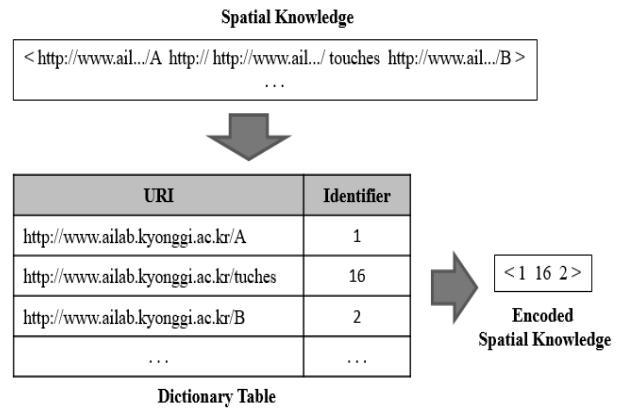 Spatial Knowledge
< http://www.ail.../A http:// http://www.ail.../ touches http://www.ail.../B >
. . .
URI Identifier
http://www.ailab.kyonggi.ac.kr/A 1
http://www.ailab.kyonggi.ac.kr/tuches 16
http://www.ailab.kyonggi.ac.kr/B 2
. . . . . .
Dictionary Table
< 1 16 2 >
Encoded
Spatial Knowledge